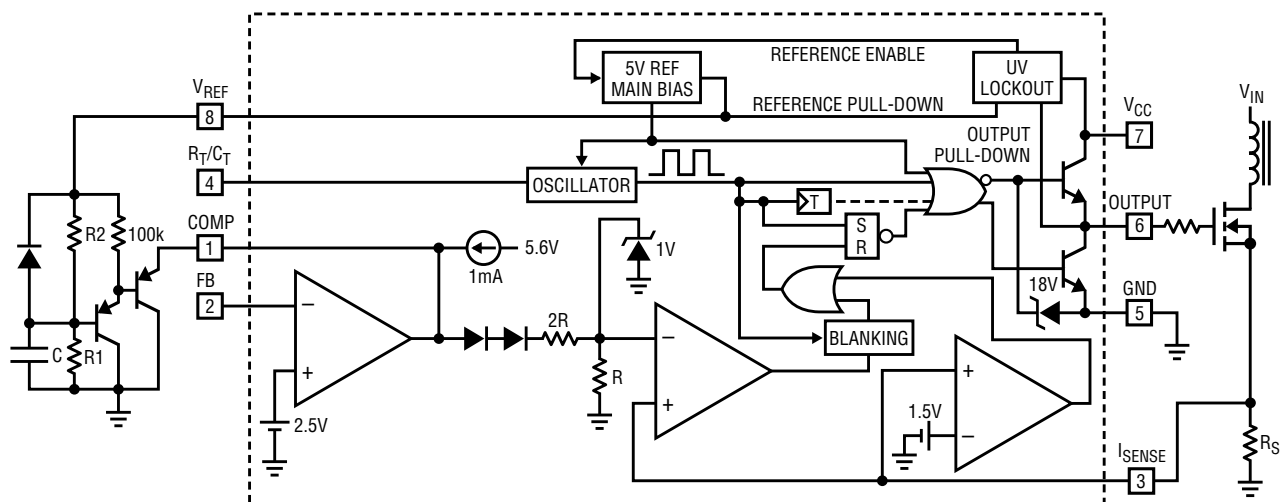 REFERENCE ENABLE
5V REF
MAIN BIAS
UV
LOCKOUT
V_REF
8
REFERENCE PULL-DOWN
V_CC
7
V_IN
R_T/C_T
4
OSCILLATOR
OUTPUT
PULL-DOWN
T
OUTPUT
6
R2
100k
COMP
1
1mA
5.6V
1V
S
R
18V
GND
5
FB
2
–
2R
–
BLANKING
C
R1
+
R
+
+
2.5V
1.5V
–
I_SENSE
3
R_S